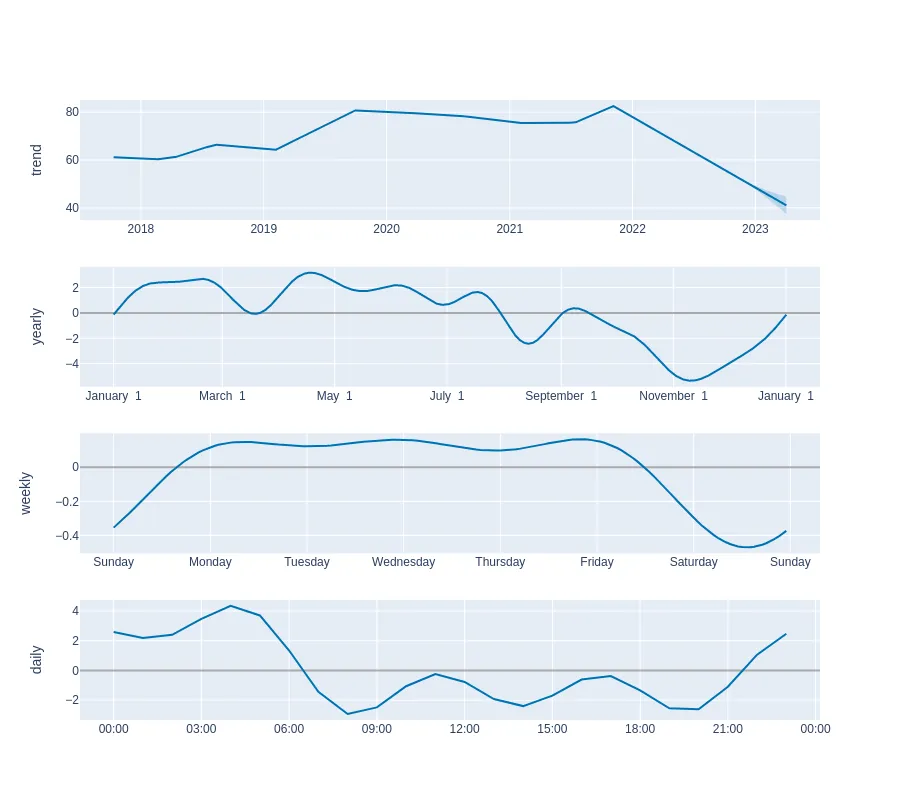 trend
80
60
40
2018 2019 2020 2021 2022 2023
yearly
2
0
−2
−4
January 1 March 1 May 1 July 1 September 1 November 1 January 1
weekly
0
−0.2
−0.4
Sunday Monday Tuesday Wednesday Thursday Friday Saturday Sunday
daily
4
2
0
−2
00:00 03:00 06:00 09:00 12:00 15:00 18:00 21:00 00:00